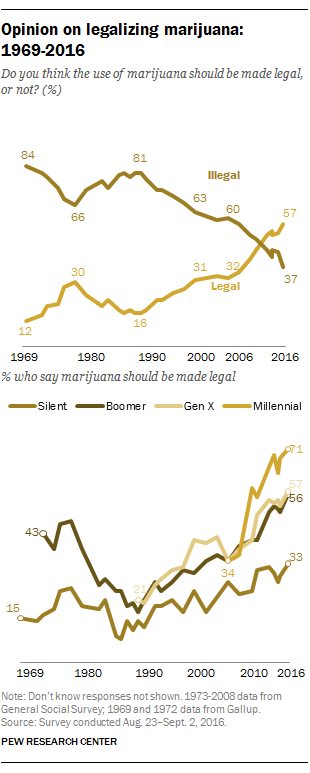 Opinion on legalizing marijuana:
1969-2016
Do you think the use of marijuana should be made legal,
or not? (%)
84
81
Illegal
66
63
60
57
30
31
32
37
Legal
12
16
1969 1980 1990 2000 2006 2016
% who say marijuana should be made legal
Silent Boomer Gen X Millennial
71
57
56
43
34
33
21
15
1969 1980 1990 2000 2010 2016
Note: Don't know responses not shown. 1973-2008 data from
General Social Survey; 1969 and 1972 data from Gallup.
Source: Survey conducted Aug. 23–Sept. 2, 2016.
PEW RESEARCH CENTER